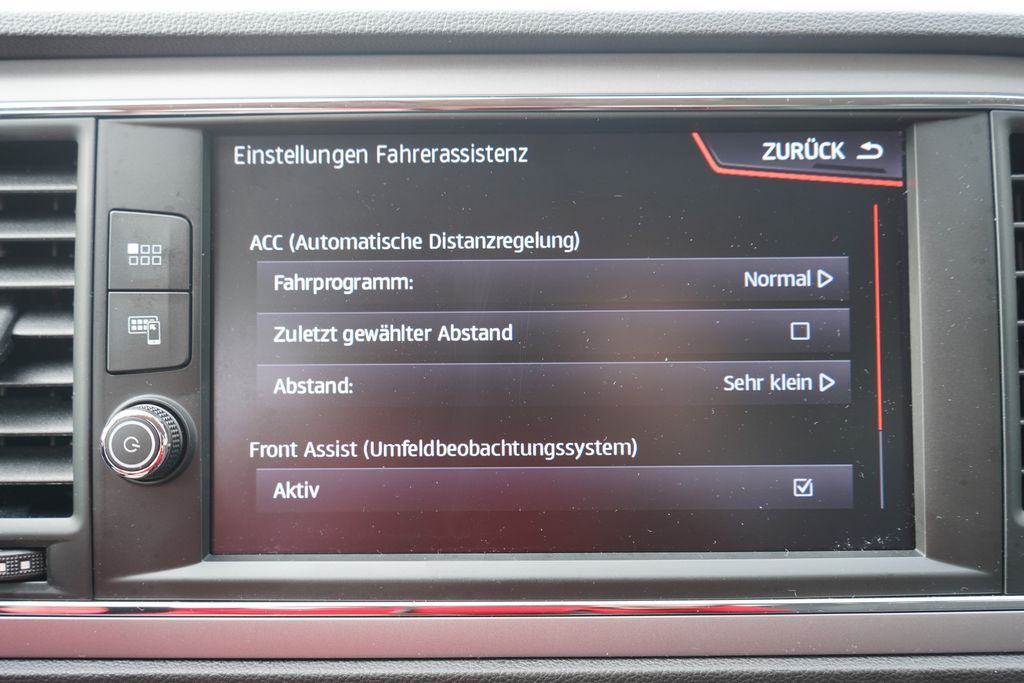 Einstellungen Fahrerassistenz
ZURÜCK
ACC (Automatische Distanzregelung)
Fahrprogramm: Normal
Zuletzt gewählter Abstand
Abstand: Sehr klein
Front Assist (Umfeldbeobachtungssystem)
Aktiv